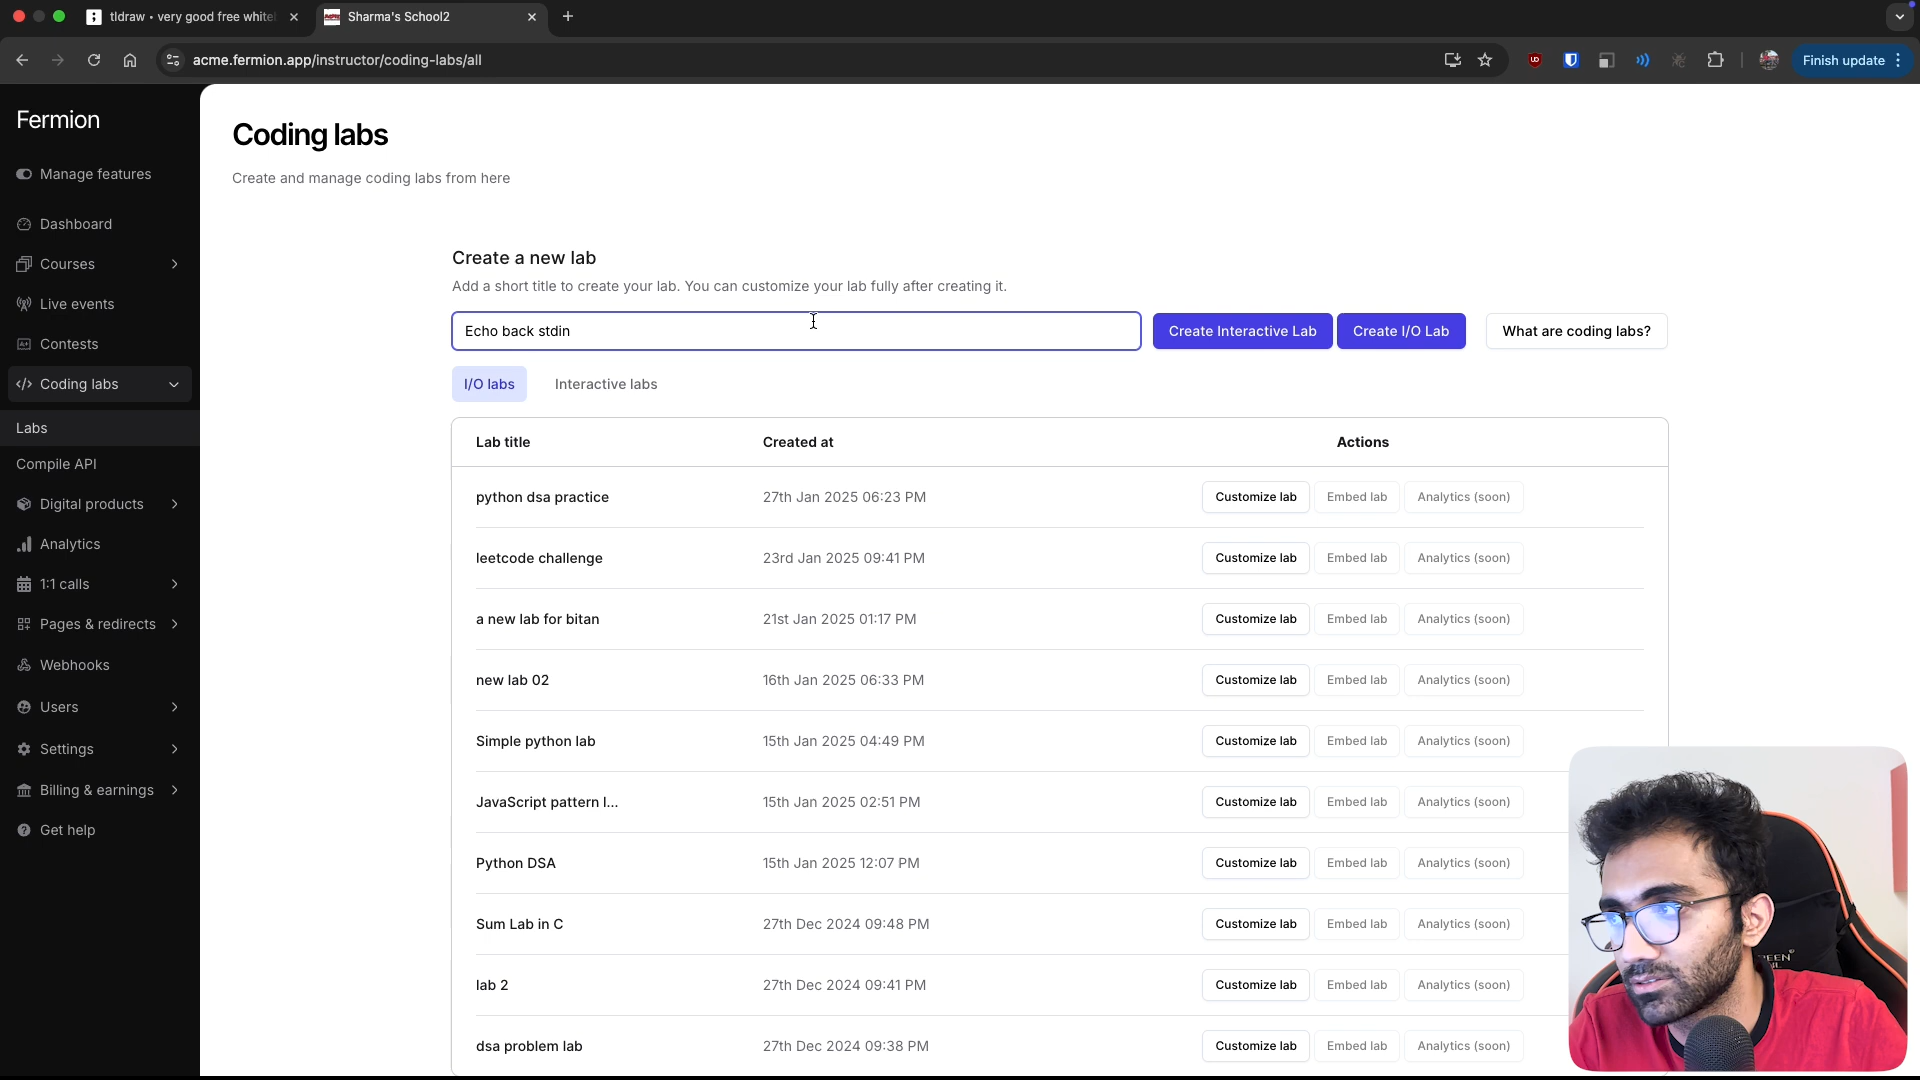 tldraw • very good free white
Sharma's School2
acme.fermion.app/instructor/coding-labs/all
Finish update
Fermion
Manage features
Dashboard
Courses
Live events
Contests
Coding labs
Labs
Compile API
Digital products
Analytics
1:1 calls
Pages & redirects
Webhooks
Users
Settings
Billing & earnings
Get help
Coding labs
Create and manage coding labs from here
Create a new lab
Add a short title to create your lab. You can customize your lab fully after creating it.
Echo back stdin
Create Interactive Lab
Create I/O Lab
What are coding labs?
I/O labs
Interactive labs
Lab title Created at Actions
python dsa practice 27th Jan 2025 06:23 PM Customize lab Embed lab Analytics (soon)
leetcode challenge 23rd Jan 2025 09:41 PM Customize lab Embed lab Analytics (soon)
a new lab for bitan 21st Jan 2025 01:17 PM Customize lab Embed lab Analytics (soon)
new lab 02 16th Jan 2025 06:33 PM Customize lab Embed lab Analytics (soon)
Simple python lab 15th Jan 2025 04:49 PM Customize lab Embed lab Analytics (soon)
JavaScript pattern l... 15th Jan 2025 02:51 PM Customize lab Embed lab Analytics (soon)
Python DSA 15th Jan 2025 12:07 PM Customize lab Embed lab Analytics (soon)
Sum Lab in C 27th Dec 2024 09:48 PM Customize lab Embed lab Analytics (soon)
lab 2 27th Dec 2024 09:41 PM Customize lab Embed lab Analytics (soon)
dsa problem lab 27th Dec 2024 09:38 PM Customize lab Embed lab Analytics (soon)